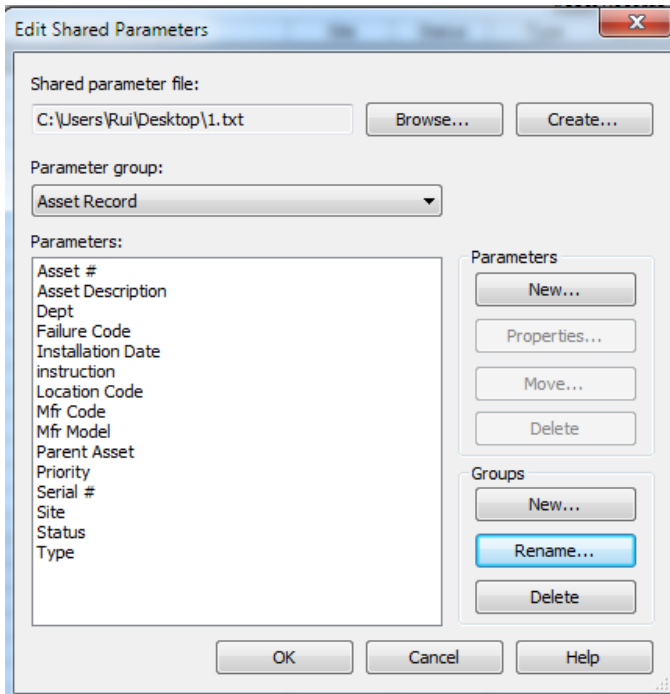 Edit Shared Parameters
Shared parameter file:
C:\Users\Rui\Desktop\1.txt
Browse...
Create...
Parameter group:
Asset Record
Parameters:
Asset #
Asset Description
Dept
Failure Code
Installation Date
instruction
Location Code
Mfr Code
Mfr Model
Parent Asset
Priority
Serial #
Site
Status
Type
Parameters
New...
Properties...
Move...
Delete
Groups
New...
Rename...
Delete
OK
Cancel
Help